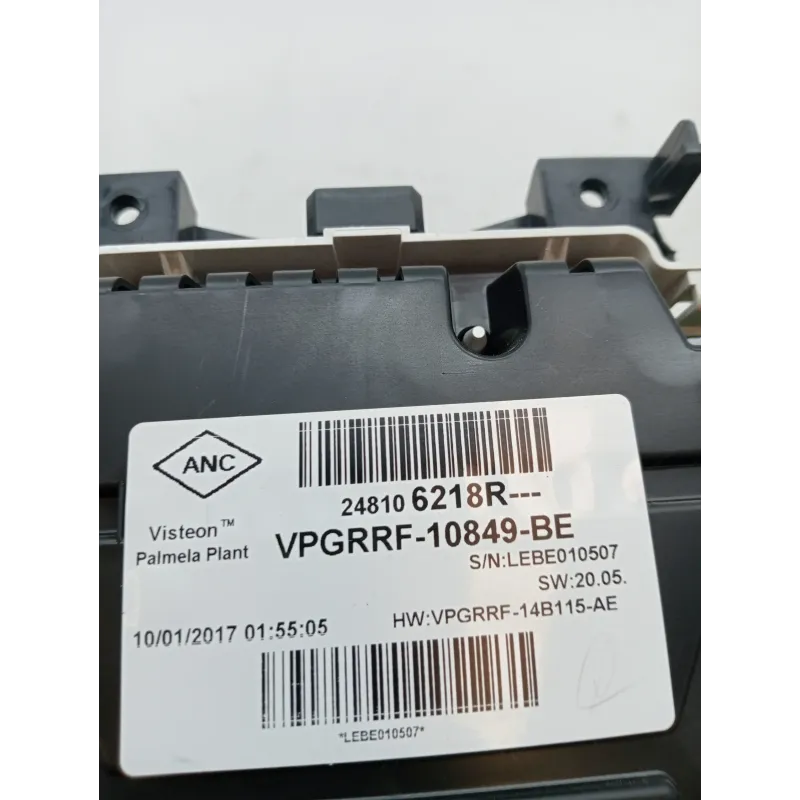 ANC
24810 6218R---
Visteon™
Palmela Plant
VPGRRF-10849-BE
S/N:LEBE010507
SW:20.05.
HW:VPGRRF-14B115-AE
10/01/2017 01:55:05
*LEBE010507*